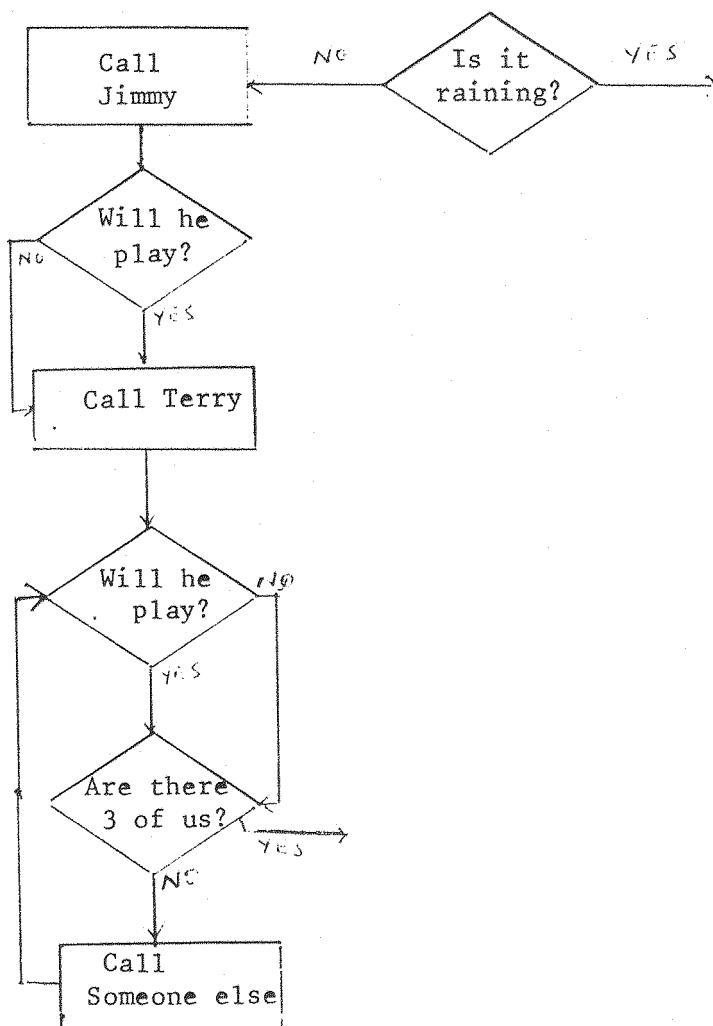 Call
Jimmy
NO
Is it
raining?
YES
Will he
play?
NO
YES
Call Terry
Will he
play?
NO
YES
Are there
3 of us?
YES
NO
Call
Someone else